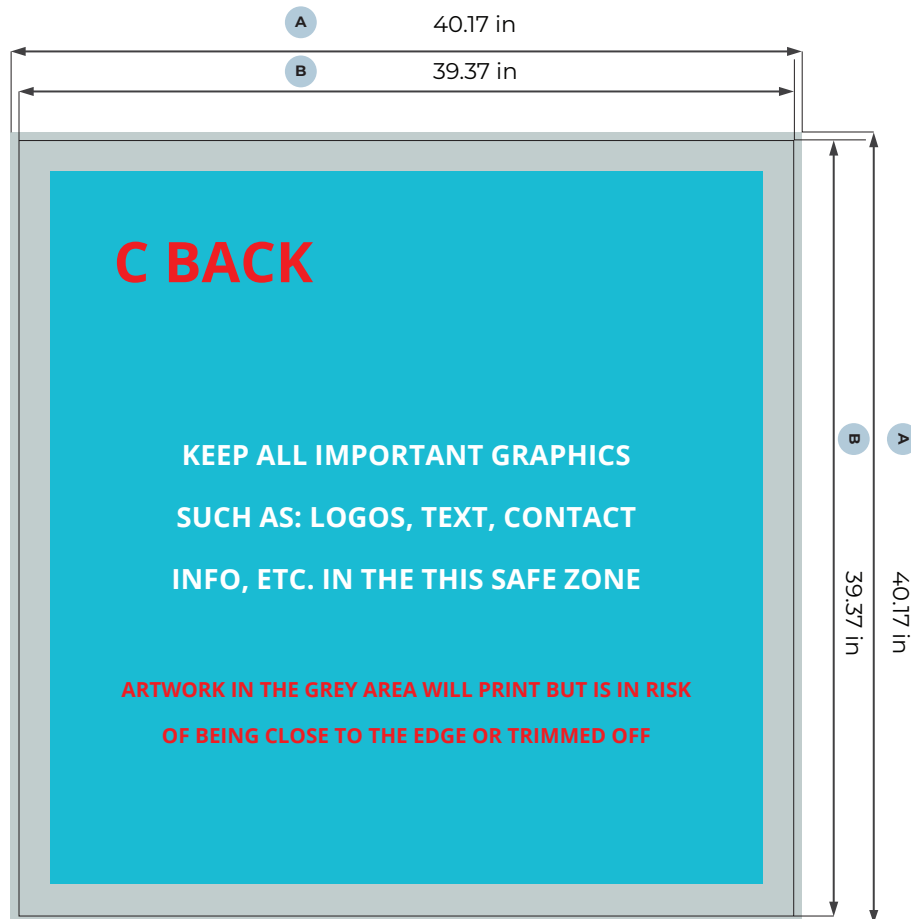 A 40.17 in
B 39.37 in
C BACK
KEEP ALL IMPORTANT GRAPHICS
SUCH AS: LOGOS, TEXT, CONTACT
INFO, ETC. IN THE THIS SAFE ZONE
ARTWORK IN THE GREY AREA WILL PRINT BUT IS IN RISK
OF BEING CLOSE TO THE EDGE OR TRIMMED OFF
B 39.37 in
A 40.17 in